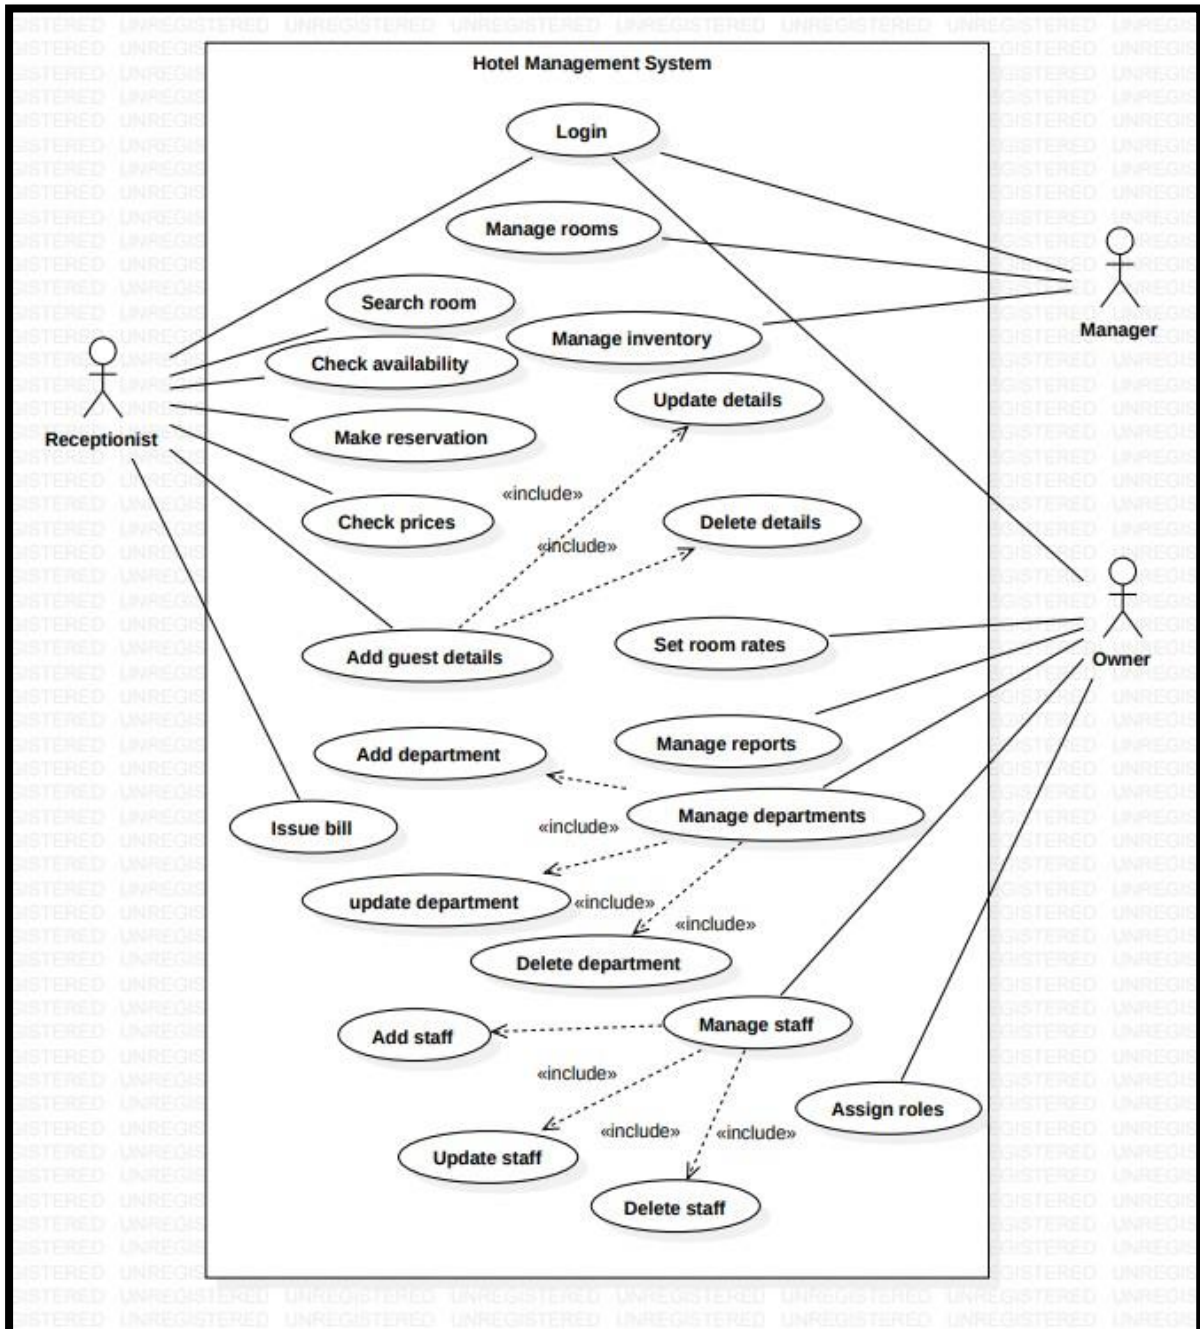 Hotel Management System
Login
Manage rooms
Search room
Manage inventory
Manager
Check availability
Update details
Receptionist
Make reservation
«include»
Check prices
Delete details
«include»
Add guest details
Set room rates
Owner
Add department
Manage reports
Issue bill
Manage departments
«include»
update department
«include»
«include»
Delete department
Add staff
Manage staff
«include»
Assign roles
«include»
«include»
Update staff
Delete staff
UNREGISTERED